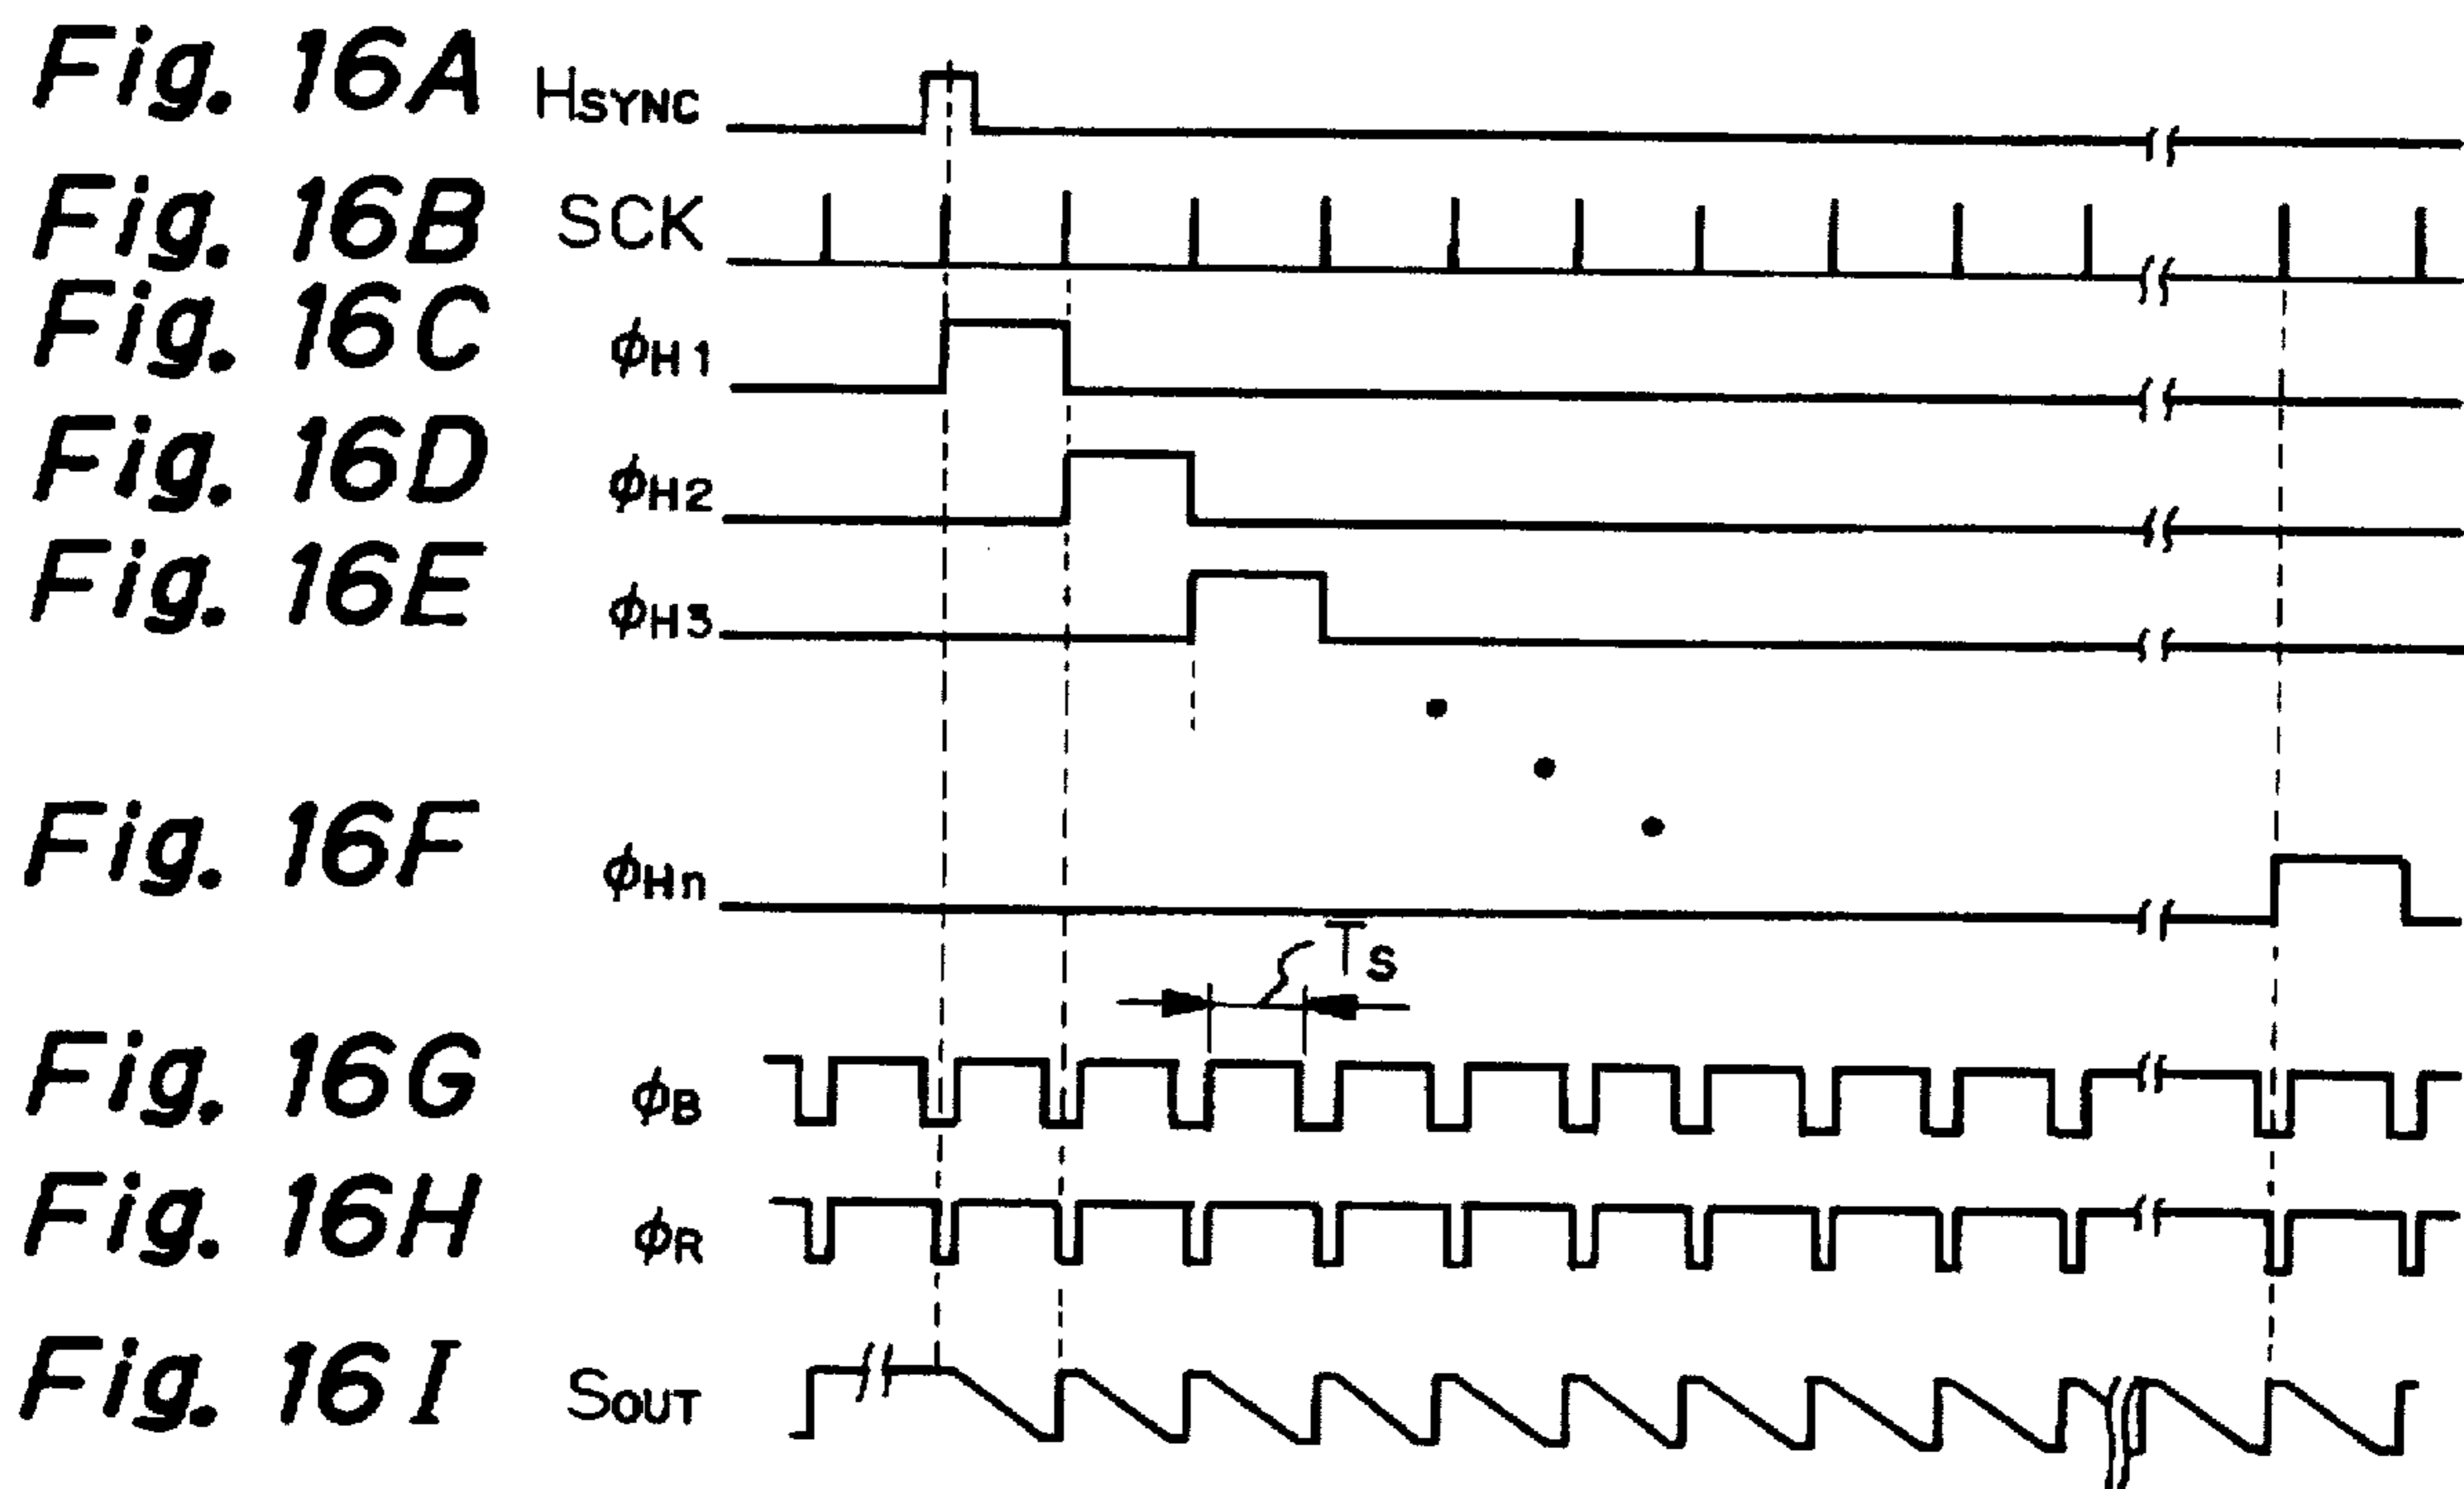 Fig. 16A HSYNC
Fig. 16B SCK
Fig. 16C ϕH1
Fig. 16D ϕH2
Fig. 16E ϕH3
Fig. 16F ϕHn
TS
Fig. 16G ϕB
Fig. 16H ϕR
Fig. 16I SOUT